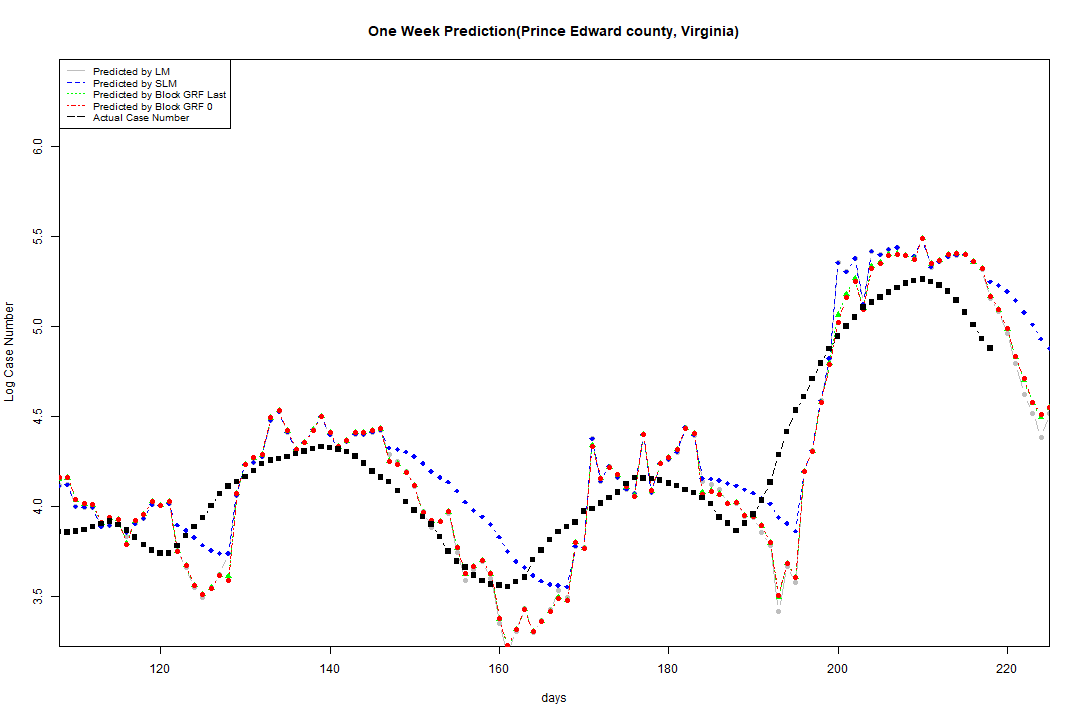 One Week Prediction(Prince Edward county, Virginia)
Predicted by LM
Predicted by SLM
Predicted by Block GRF Last
Predicted by Block GRF 0
Actual Case Number
6.0
5.5
5.0
4.5
4.0
3.5
Log Case Number
120 140 160 180 200 220
days